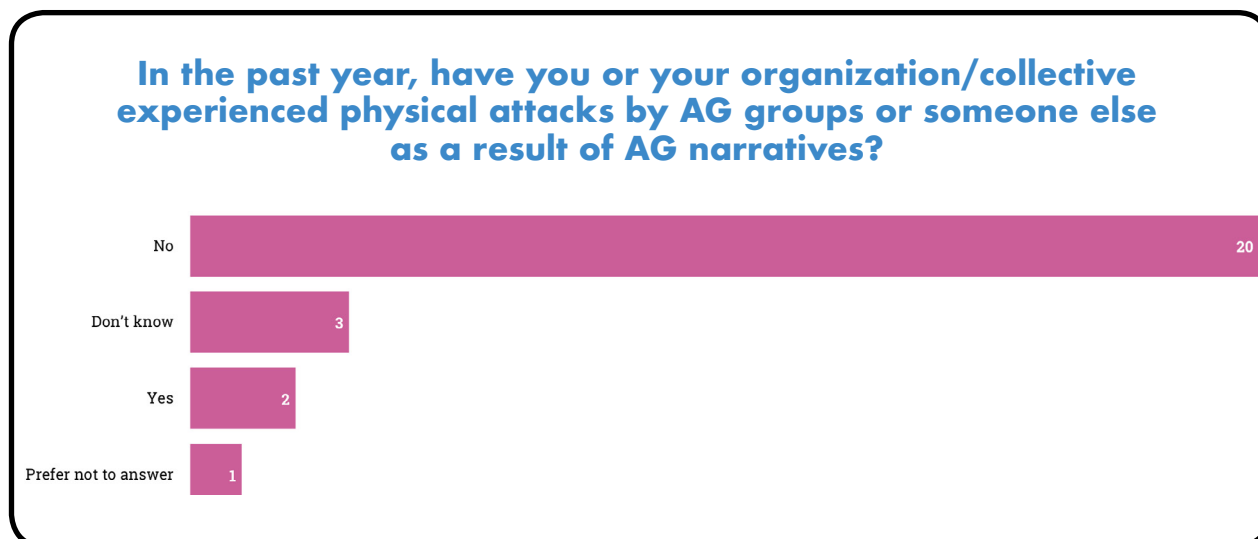 In the past year, have you or your organization/collective
experienced physical attacks by AG groups or someone else
as a result of AG narratives?
No 20
Don’t know 3
Yes 2
Prefer not to answer 1